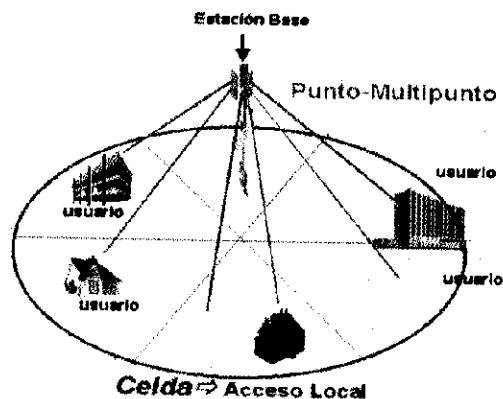 Estación Base
Punto-Multipunto
usuario
usuario
usuario
usuario
Celda ⇨ Acceso Local